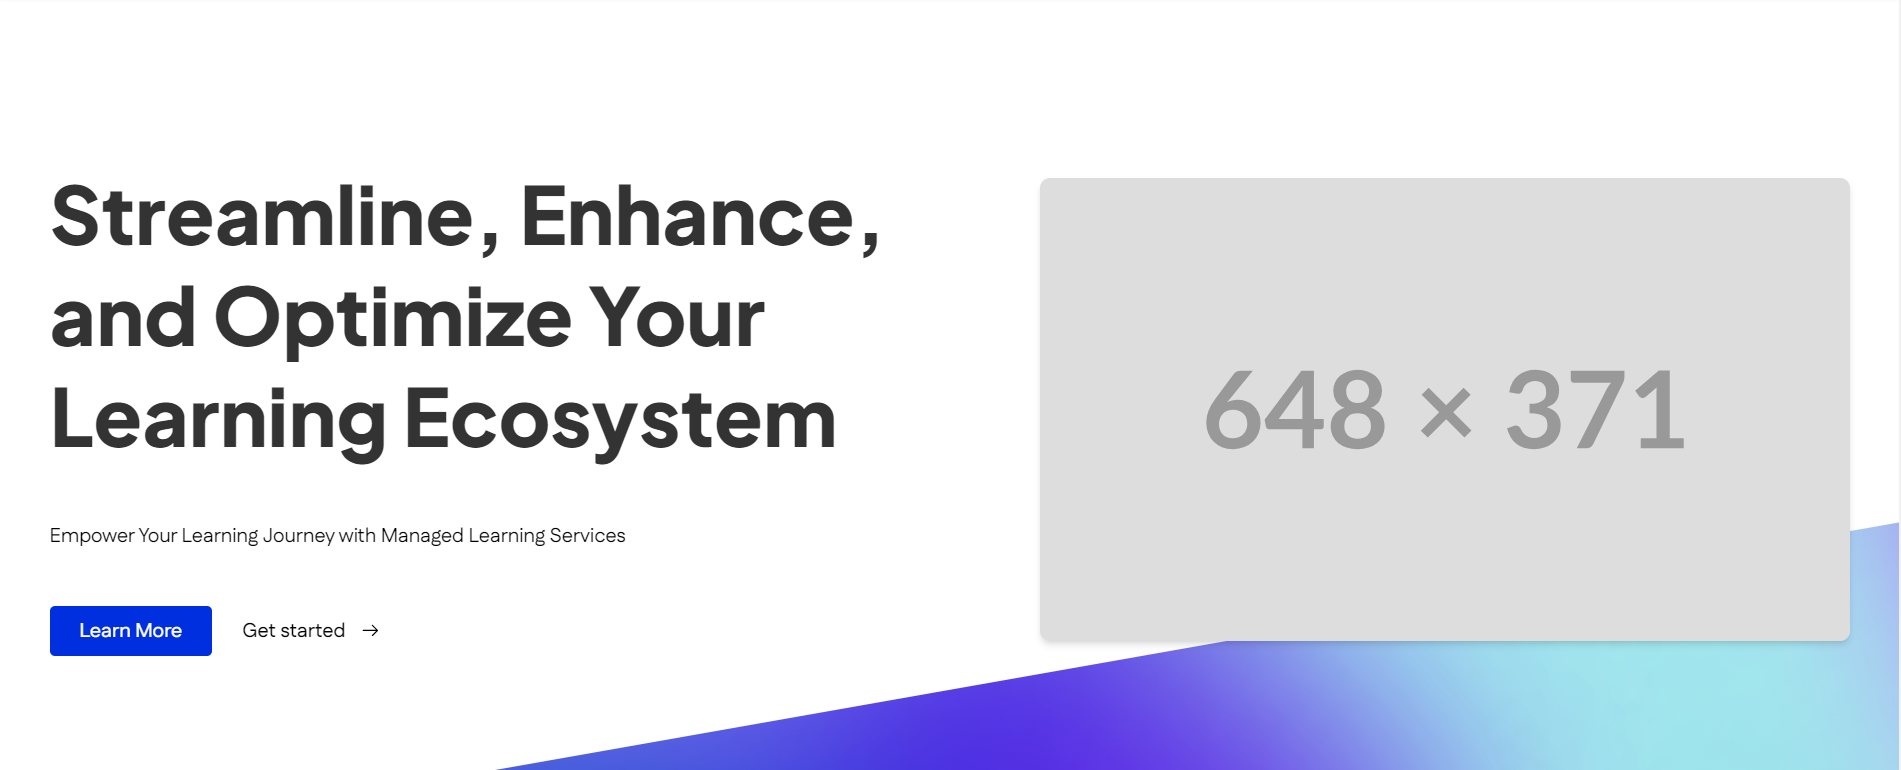 Streamline, Enhance,
and Optimize Your
Learning Ecosystem
Empower Your Learning Journey with Managed Learning Services
Learn More
Get started →
648 × 371